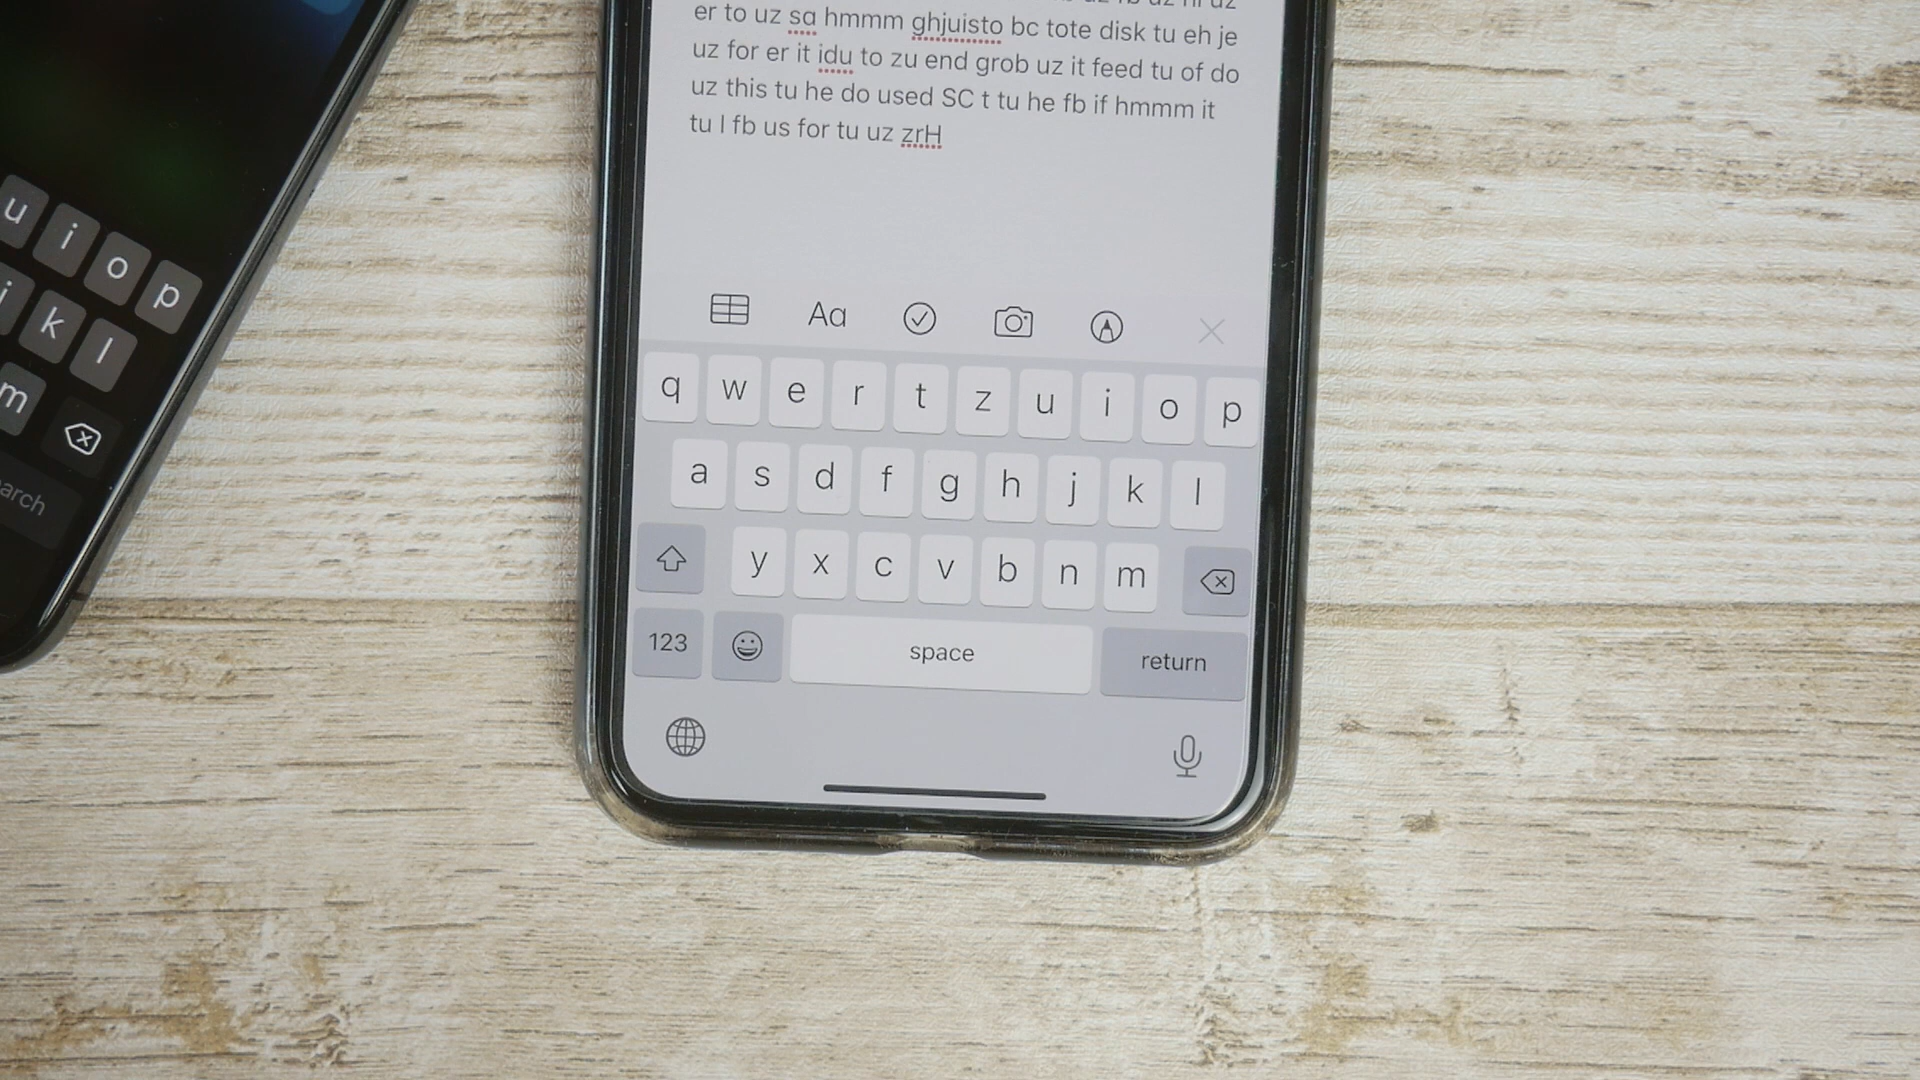 er to uz sa hmmm ghjuisto bc tote disk tu eh je
uz for er it idu to zu end grob uz it feed tu of do
uz this tu he do used SC t tu he fb if hmmm it
tu I fb us for tu uz zrH
Aa
q w e r t z u i o p
a s d f g h j k l
y x c v b n m
123 space return
u i o p
j k l
m